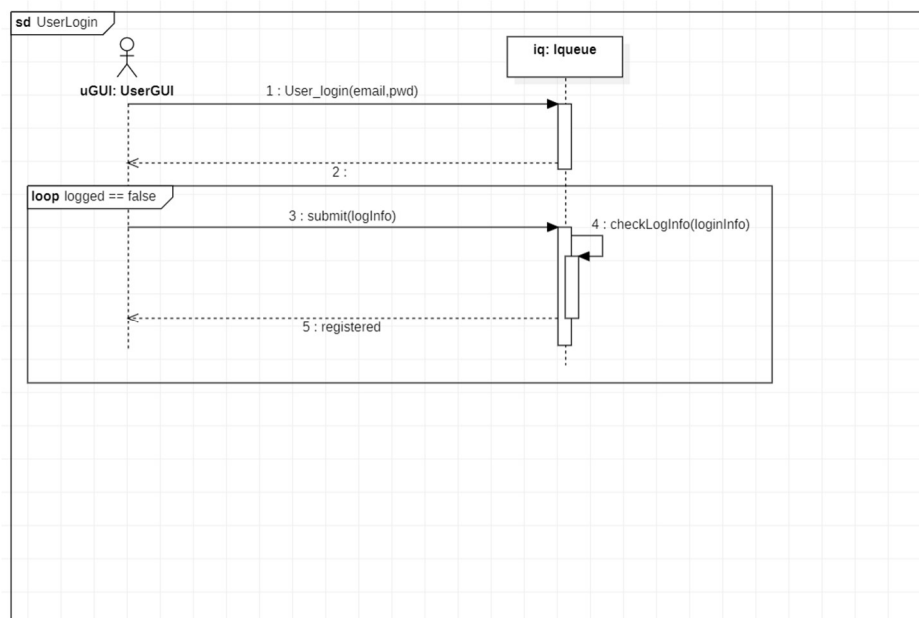 sd UserLogin
iq: Iqueue
uGUI: UserGUI
1 : User_login(email,pwd)
2 :
loop logged == false
3 : submit(logInfo)
4 : checkLogInfo(loginInfo)
5 : registered